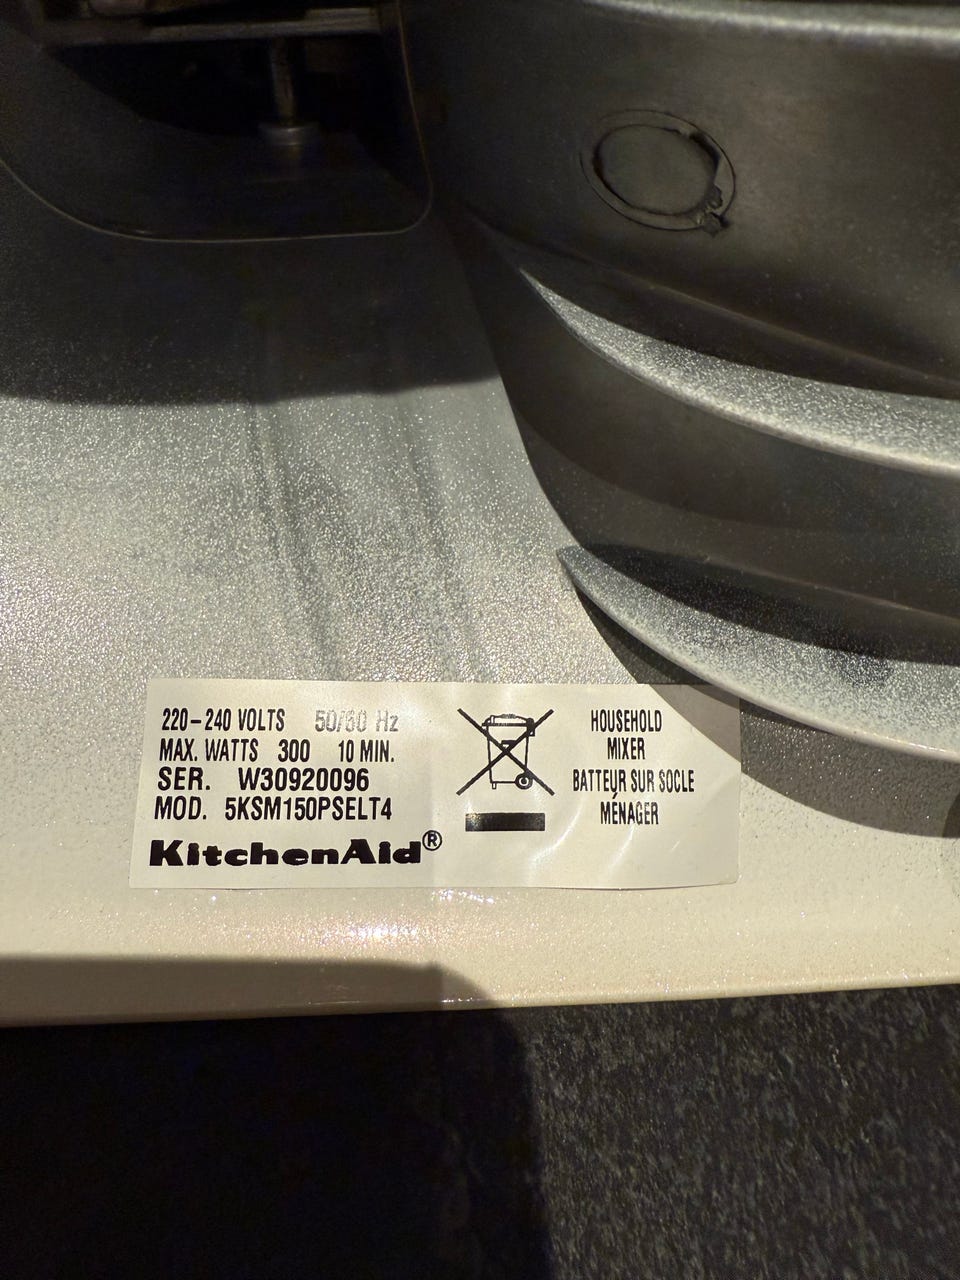 220-240 VOLTS 50/60 Hz
MAX. WATTS 300 10 MIN.
SER. W30920096
MOD. 5KSM150PSELT4
KitchenAid®
HOUSEHOLD
MIXER
BATTEUR SUR SOCLE
MÉNAGER